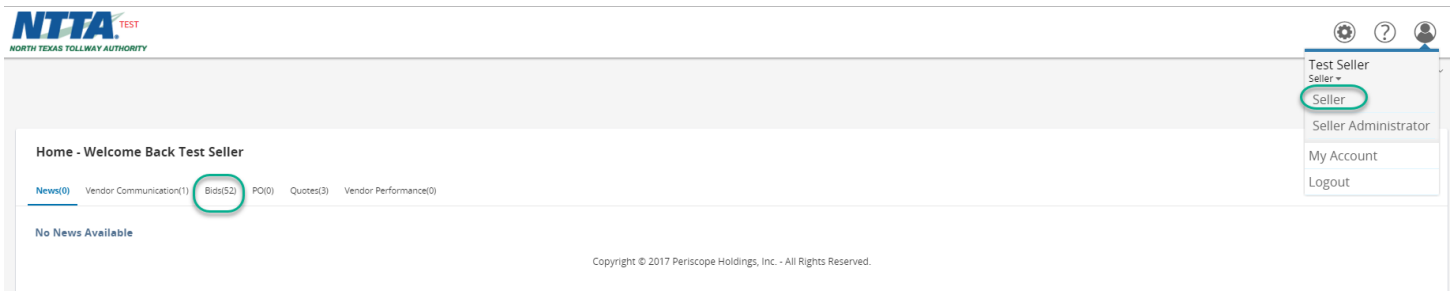 NTTA TEST
NORTH TEXAS TOLLWAY AUTHORITY
?
Test Seller
Seller
Seller
Seller Administrator
My Account
Logout
Home - Welcome Back Test Seller
News(0) Vendor Communication(1) Bids(52) PO(0) Quotes(3) Vendor Performance(0)
No News Available
Copyright © 2017 Periscope Holdings, Inc. - All Rights Reserved.